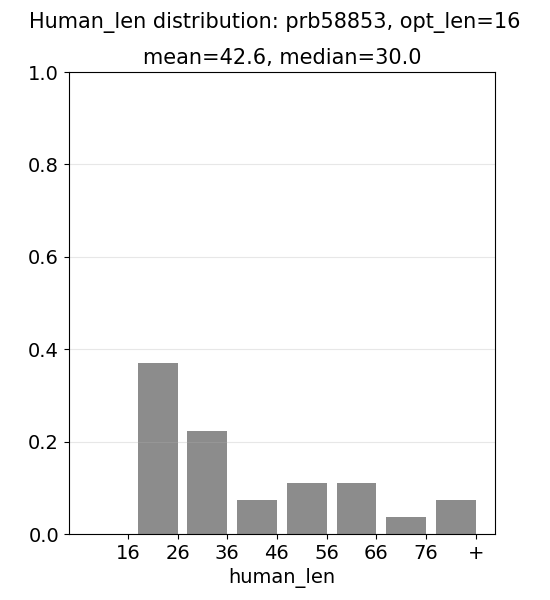 Human_len distribution: prb58853, opt_len=16
mean=42.6, median=30.0
1.0
0.8
0.6
0.4
0.2
0.0
16 26 36 46 56 66 76 +
human_len